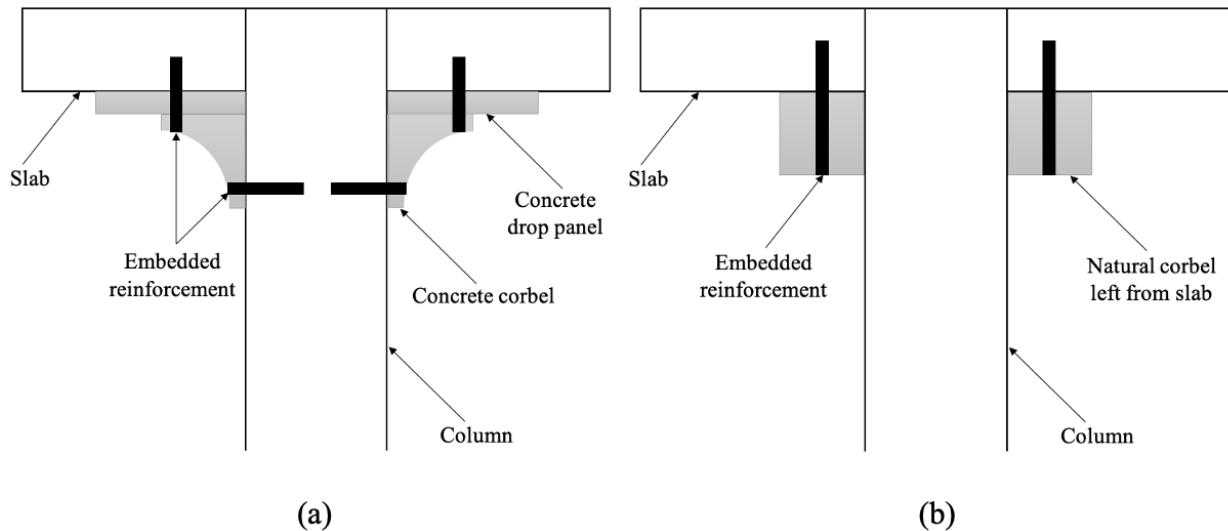 Slab
Embedded
reinforcement
Concrete
drop panel
Concrete corbel
Column
(a)
Slab
Embedded
reinforcement
Natural corbel
left from slab
Column
(b)